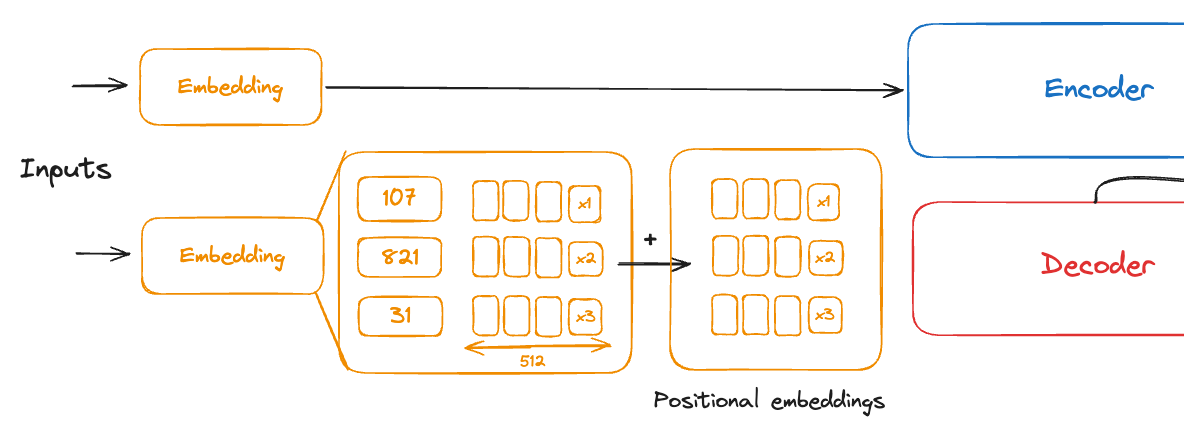 Embedding
Encoder
Inputs
107 x1 x1
+
Embedding 821 x2 x2 Decoder
31 x3 x3
512
Positional embeddings